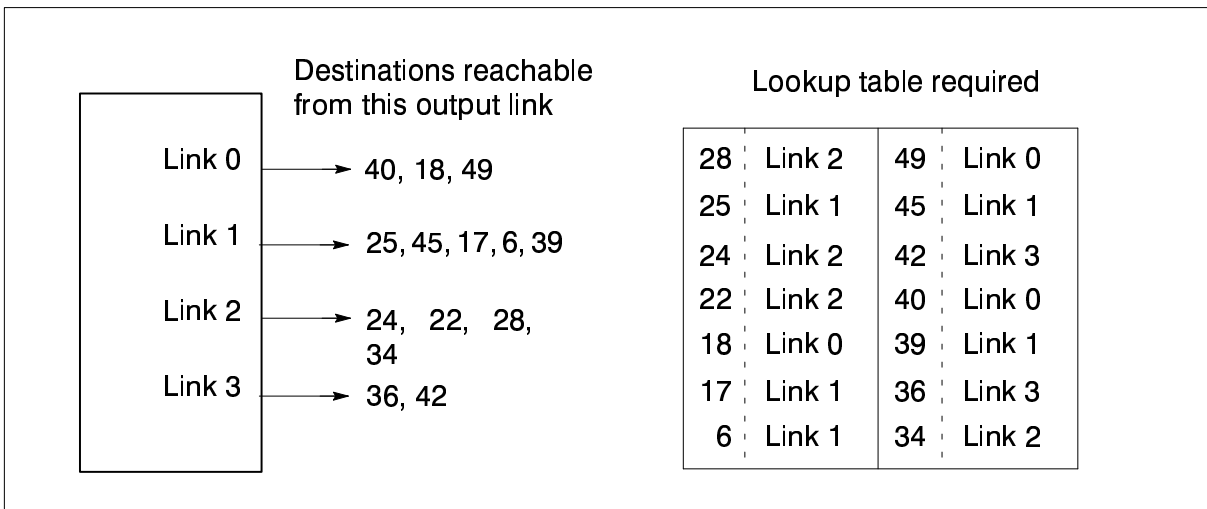 Destinations reachable
from this output link
Link 0
40, 18, 49
Link 1
25, 45, 17, 6, 39
Link 2
24, 22, 28,
34
Link 3
36, 42
Lookup table required
28 Link 2 49 Link 0
25 Link 1 45 Link 1
24 Link 2 42 Link 3
22 Link 2 40 Link 0
18 Link 0 39 Link 1
17 Link 1 36 Link 3
6 Link 1 34 Link 2